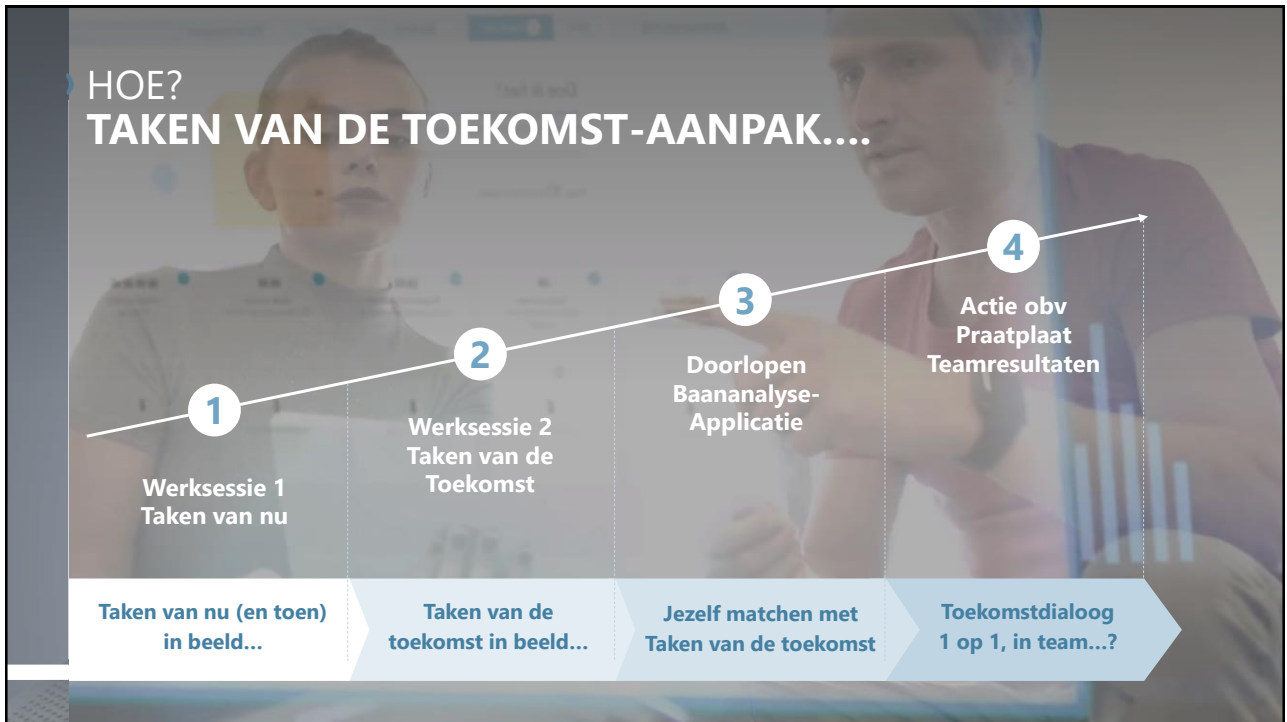 HOE?
TAKEN VAN DE TOEKOMST-AANPAK....
1
Werksessie 1
Taken van nu
2
Werksessie 2
Taken van de
Toekomst
3
Doorlopen
Baananalyse-
Applicatie
4
Actie obv
Praatplaat
Teamresultaten
Taken van nu (en toen)
in beeld...
Taken van de
toekomst in beeld...
Jezelf matchen met
Taken van de toekomst
Toekomstdialoog
1 op 1, in team...?